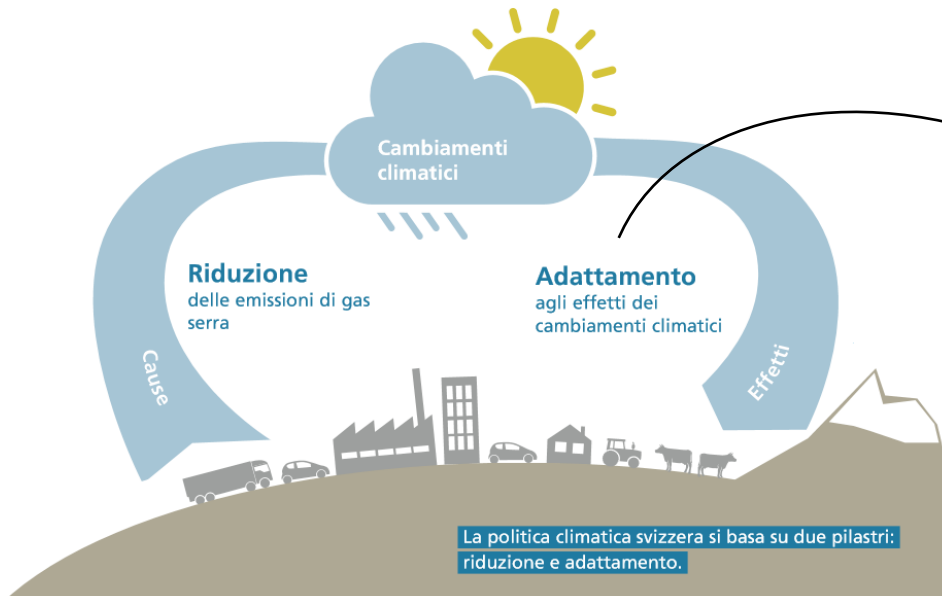 Cambiamenti
climatici
Riduzione
delle emissioni di gas
serra
Adattamento
agli effetti dei
cambiamenti climatici
Cause
Effetti
La politica climatica svizzera si basa su due pilastri:
riduzione e adattamento.